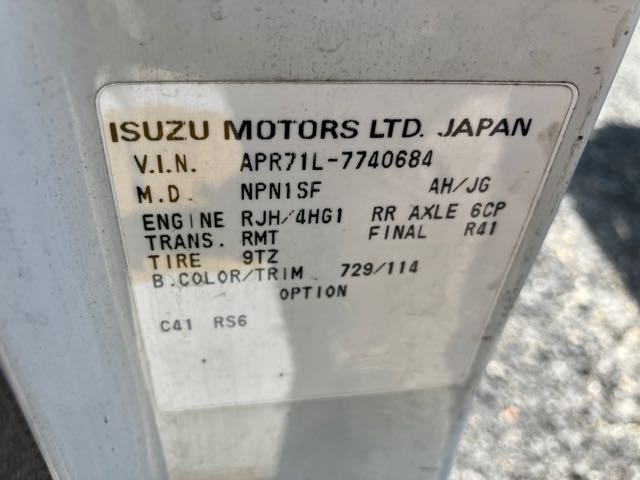 ISUZU MOTORS LTD. JAPAN
V.I.N. APR71L-7740684
M.D NPN1SF AH/JG
ENGINE RJH/4HG1 RR AXLE 6CP
TRANS. RMT FINAL R41
TIRE 9TZ
B.COLOR/TRIM 729/114
OPTION
C41 RS6